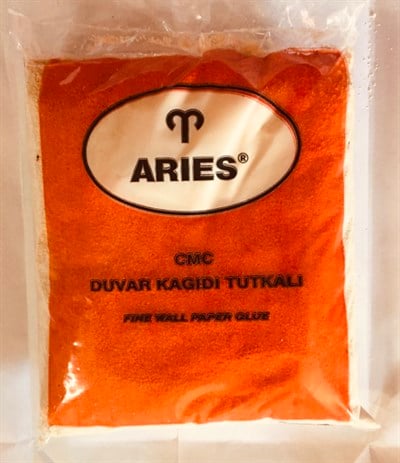 ARIES®
CMC
DUVAR KAGIDI TUTKALI
FINE WALL PAPER GLUE